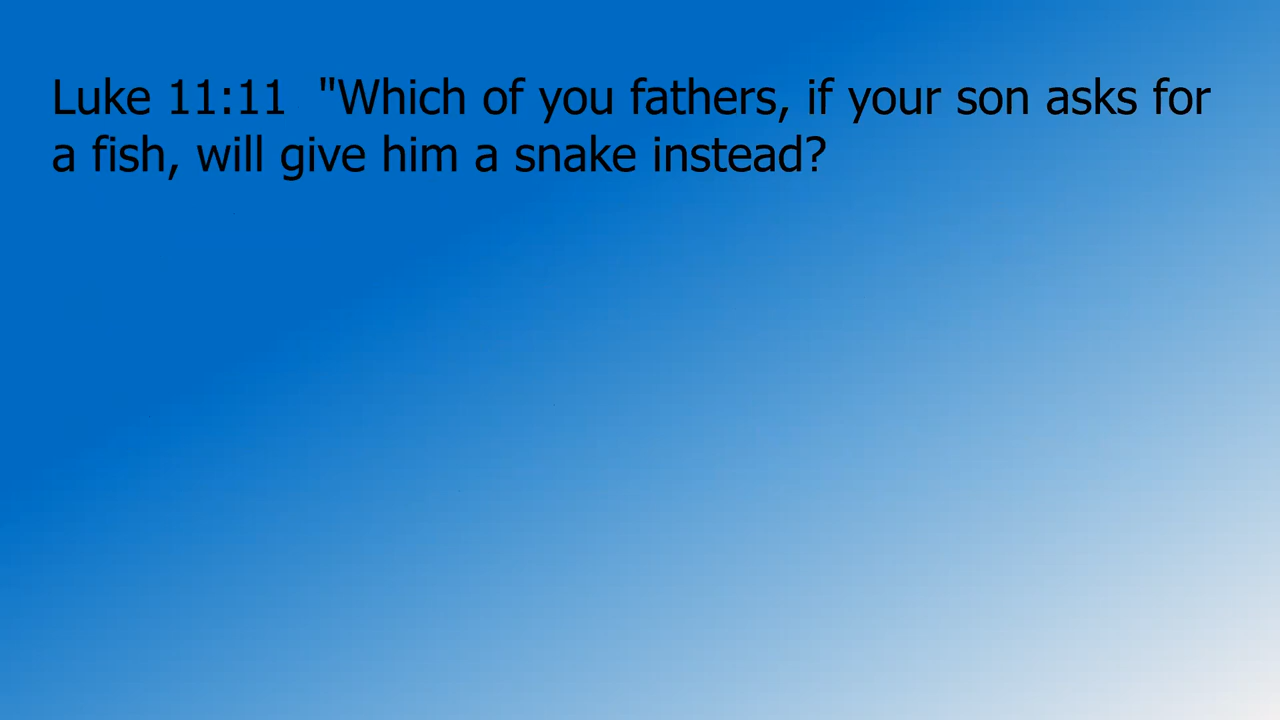 Luke 11:11  "Which of you fathers, if your son asks for
a fish, will give him a snake instead?